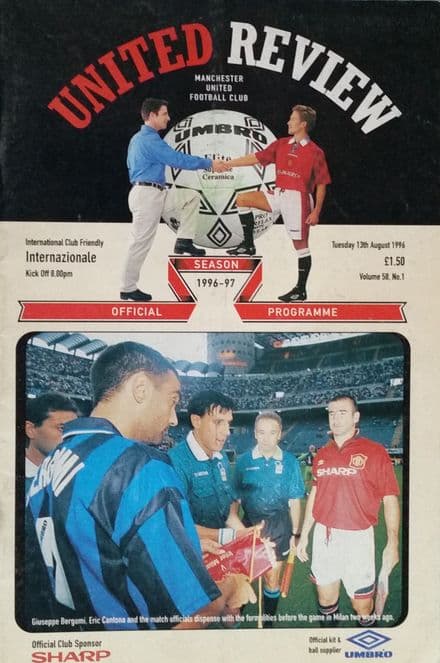 UNITED REVIEW
MANCHESTER
UNITED
FOOTBALL CLUB
UMBRO
Elite
Ceramica
International Club Friendly
Internazionale
Kick Off 8.00pm
Tuesday 13th August 1996
£1.50
Volume 58, No.1
SEASON
1996-97
OFFICIAL PROGRAMME
SHARP
UMBRO
Giuseppe Bergomi, Eric Cantona and the match officials dispense with the formalities before the game in Milan two weeks ago.
Official Club Sponsor
SHARP
Official kit &
ball supplier
UMBRO